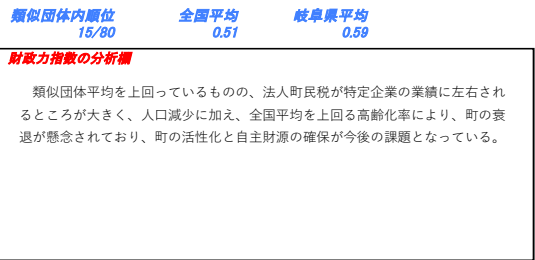 類似団体内順位 全国平均 岐阜県平均
15/80 0.51 0.59
財政力指数の分析欄
類似団体平均を上回っているものの、法人町民税が特定企業の業績に左右され
るところが大きく、人口減少に加え、全国平均を上回る高齢化率により、町の衰
退が懸念されており、町の活性化と自主財源の確保が今後の課題となっている。